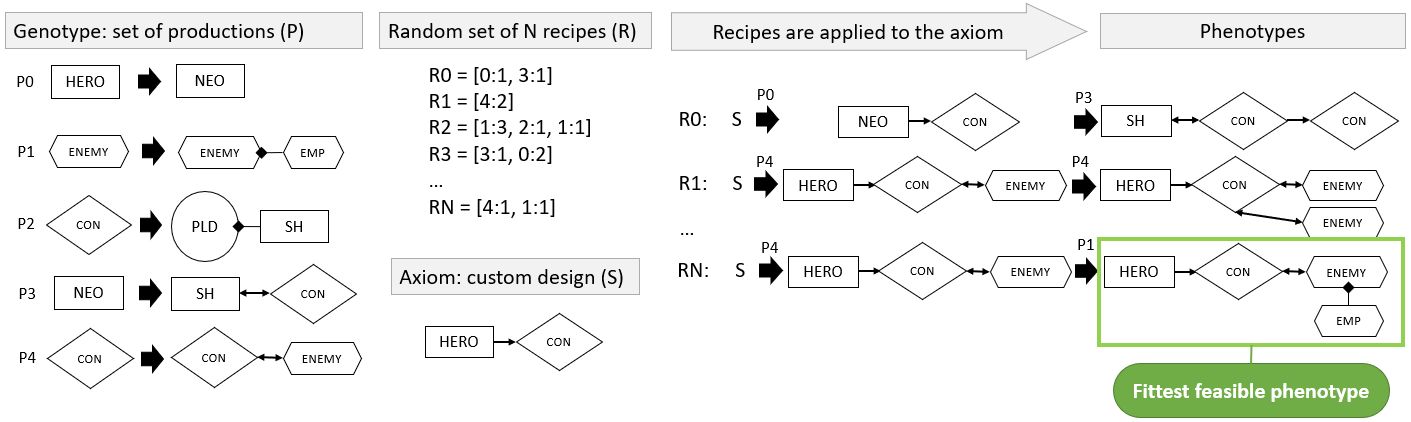 Genotype: set of productions (P)
P0 HERO NEO
P1 ENEMY ENEMY EMP
P2 CON PLD SH
P3 NEO SH CON
P4 CON CON ENEMY
Random set of N recipes (R)
R0 = [0:1, 3:1]
R1 = [4:2]
R2 = [1:3, 2:1, 1:1]
R3 = [3:1, 0:2]
...
RN = [4:1, 1:1]
Axiom: custom design (S)
HERO CON
Recipes are applied to the axiom
Phenotypes
P0 P3
R0: S NEO CON SH CON CON
P4 P4
R1: S HERO CON ENEMY HERO CON ENEMY
ENEMY
...
P4 P1
RN: S HERO CON ENEMY HERO CON ENEMY
EMP
Fittest feasible phenotype